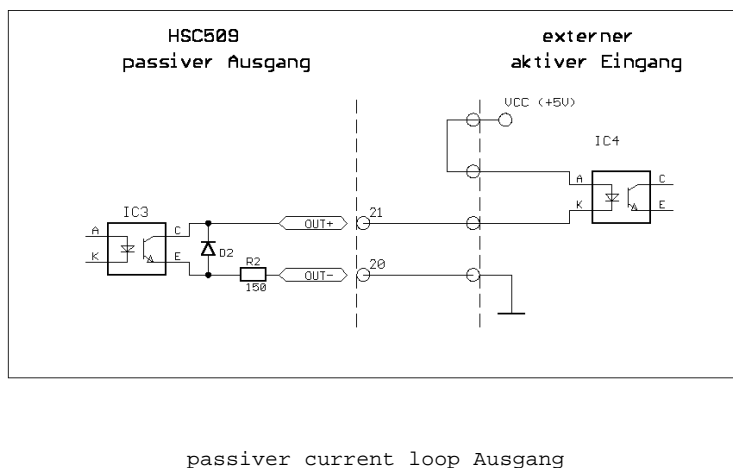 HSC509
passiver Ausgang
externer
aktiver Eingang
VCC (+5V)
IC4
A
K
C
E
IC3
A
K
C
E
D2
R2
150
OUT+
21
OUT-
20
passiver current loop Ausgang